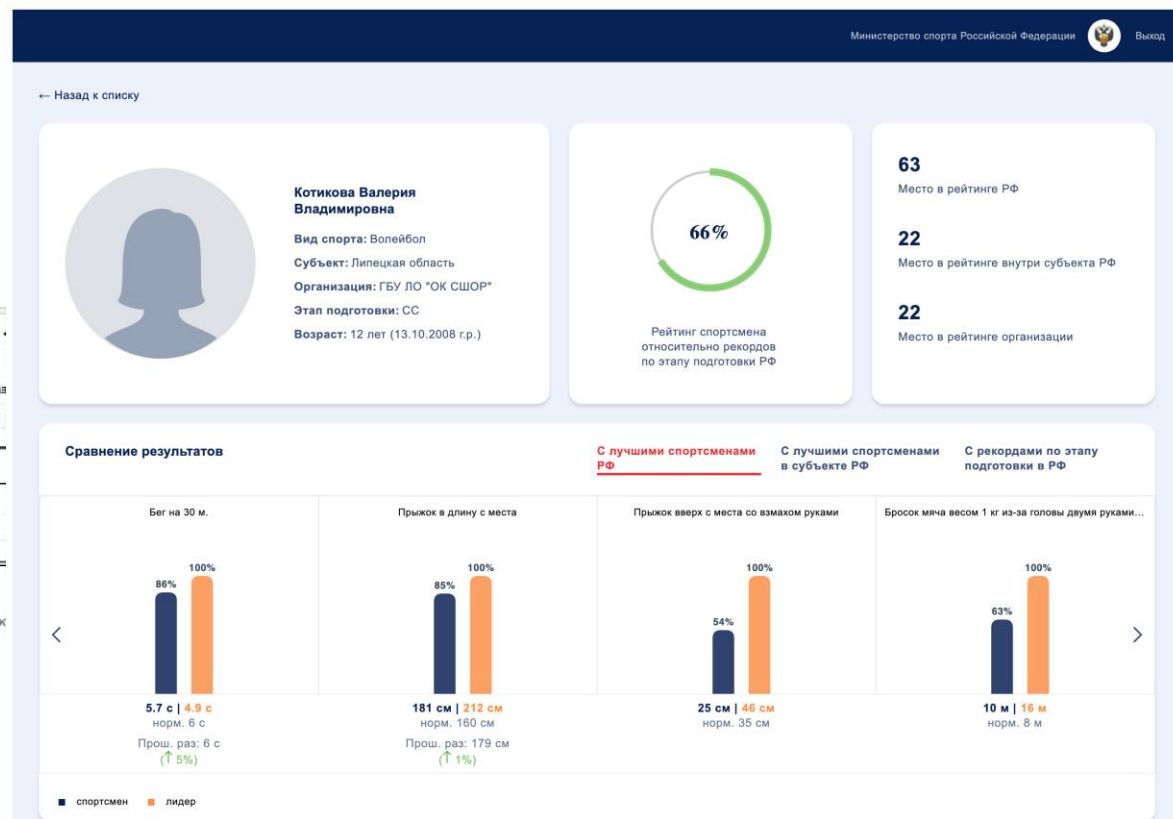 Министерство спорта Российской Федерации
Выход
← Назад к списку
Котикова Валерия
Владимировна
Вид спорта: Волейбол
Субъект: Липецкая область
Организация: ГБУ ЛО "ОК СШОР"
Этап подготовки: СС
Возраст: 12 лет (13.10.2008 г.р.)
66%
Рейтинг спортсмена
относительно рекордов
по этапу подготовки РФ
63
Место в рейтинге РФ
22
Место в рейтинге внутри субъекта РФ
22
Место в рейтинге организации
Сравнение результатов
С лучшими спортсменами
РФ
С лучшими спортсменами
в субъекте РФ
С рекордами по этапу
подготовки в РФ
Бег на 30 м.
86%
100%
5.7 с | 4.9 с
норм. 6 с
Прош. раз: 6 с
(↑ 5%)
Прыжок в длину с места
85%
100%
181 см | 212 см
норм. 160 см
Прош. раз: 179 см
(↑ 1%)
Прыжок вверх с места со взмахом руками
54%
100%
25 см | 46 см
норм. 35 см
Бросок мяча весом 1 кг из-за головы двумя руками...
63%
100%
10 м | 16 м
норм. 8 м
спортсмен
лидер